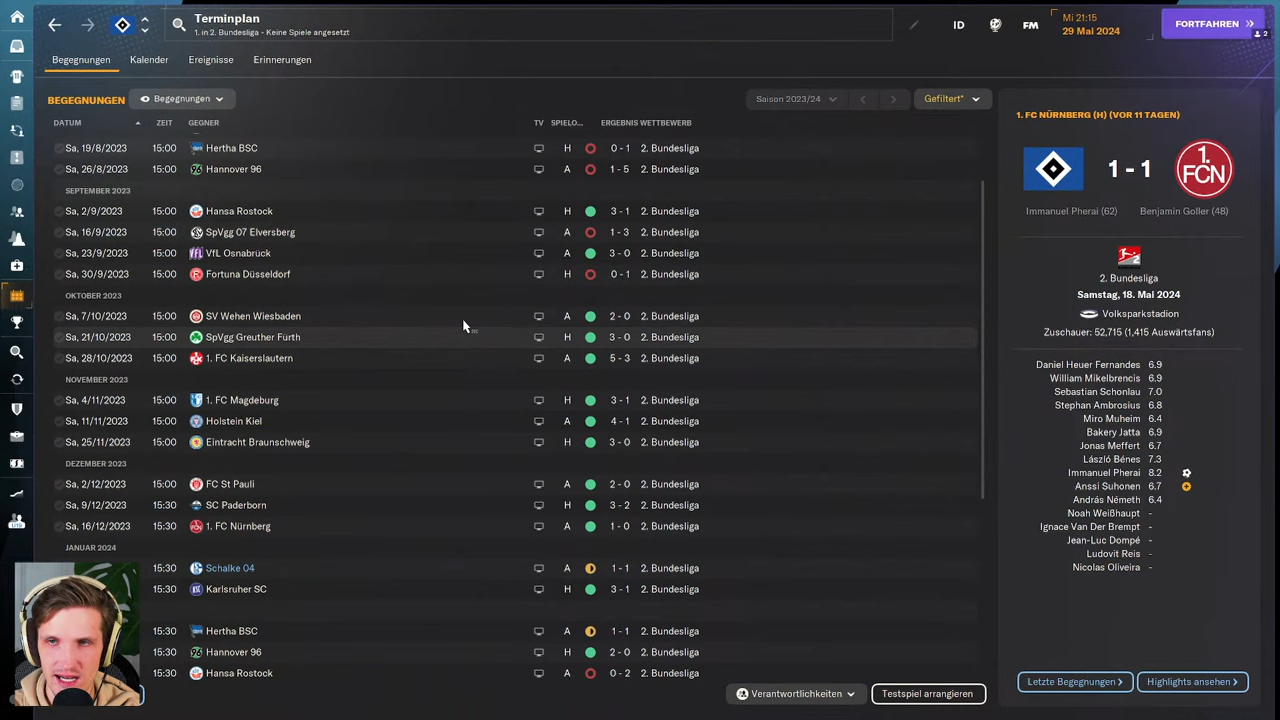 Terminplan
1. in 2. Bundesliga - Keine Spiele angesetzt
ID
FM
Mi 21:15
29 Mai 2024
FORTFAHREN
2
Begegnungen Kalender Ereignisse Erinnerungen
BEGEGNUNGEN Begegnungen Saison 2023/24 Gefiltert*
DATUM ZEIT GEGNER TV SPIELO... ERGEBNIS WETTBEWERB
Sa, 19/8/2023 15:00 Hertha BSC H 0 - 1 2. Bundesliga
Sa, 26/8/2023 15:00 Hannover 96 A 1 - 5 2. Bundesliga
SEPTEMBER 2023
Sa, 2/9/2023 15:00 Hansa Rostock H 3 - 1 2. Bundesliga
Sa, 16/9/2023 15:00 SpVgg 07 Elversberg A 1 - 3 2. Bundesliga
Sa, 23/9/2023 15:00 VfL Osnabrück A 3 - 0 2. Bundesliga
Sa, 30/9/2023 15:00 Fortuna Düsseldorf H 0 - 1 2. Bundesliga
OKTOBER 2023
Sa, 7/10/2023 15:00 SV Wehen Wiesbaden A 2 - 0 2. Bundesliga
Sa, 21/10/2023 15:00 SpVgg Greuther Fürth H 3 - 0 2. Bundesliga
Sa, 28/10/2023 15:00 1. FC Kaiserslautern A 5 - 3 2. Bundesliga
NOVEMBER 2023
Sa, 4/11/2023 15:00 1. FC Magdeburg H 3 - 1 2. Bundesliga
Sa, 11/11/2023 15:00 Holstein Kiel A 4 - 1 2. Bundesliga
Sa, 25/11/2023 15:00 Eintracht Braunschweig H 3 - 0 2. Bundesliga
DEZEMBER 2023
Sa, 2/12/2023 15:00 FC St Pauli A 2 - 0 2. Bundesliga
Sa, 9/12/2023 15:00 SC Paderborn H 3 - 2 2. Bundesliga
Sa, 16/12/2023 15:30 1. FC Nürnberg A 1 - 0 2. Bundesliga
JANUAR 2024
15:30 Schalke 04 A 1 - 1 2. Bundesliga
15:30 Karlsruher SC H 3 - 1 2. Bundesliga
15:30 Hertha BSC A 1 - 1 2. Bundesliga
15:30 Hannover 96 H 2 - 0 2. Bundesliga
15:30 Hansa Rostock A 0 - 2 2. Bundesliga
Verantwortlichkeiten Testspiel arrangieren
1. FC NÜRNBERG (H) (VOR 11 TAGEN)
1 - 1
1. FCN
Immanuel Pherai (62) Benjamin Goller (48)
2. Bundesliga
Samstag, 18. Mai 2024
Volksparkstadion
Zuschauer: 52,715 (1,415 Auswärtsfans)
Daniel Heuer Fernandes 6.9
William Mikelbrencis 6.9
Sebastian Schonlau 7.0
Stephan Ambrosius 6.8
Miro Muheim 6.4
Bakery Jatta 6.9
Jonas Meffert 6.7
László Bénes 7.3
Immanuel Pherai 8.2
Anssi Suhonen 6.7
András Németh 6.4
Noah Weißhaupt -
Ignace Van Der Brempt -
Jean-Luc Dompé -
Ludovit Reis -
Nicolas Oliveira -
Letzte Begegnungen Highlights ansehen